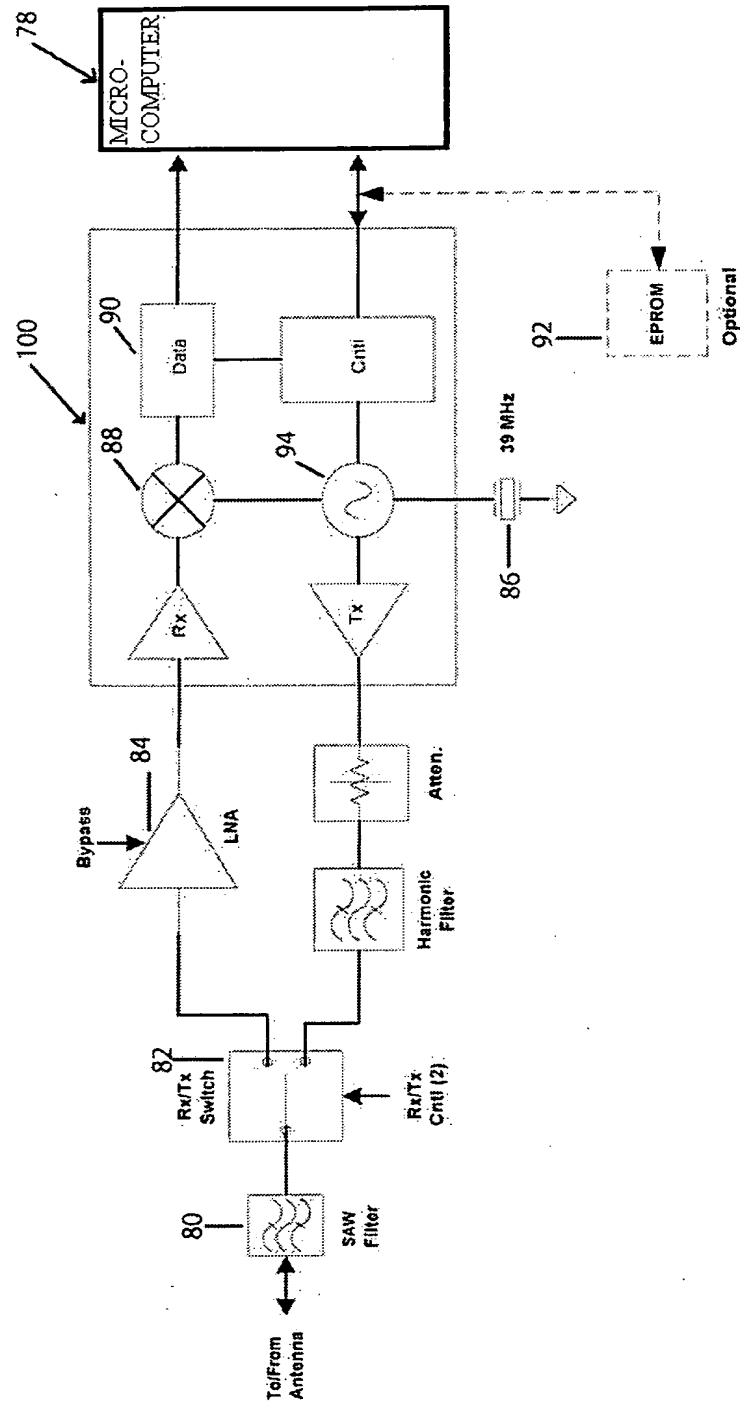 To/From
Antenna
80
SAW
Filter
82
Rx/Tx
Switch
Rx/Tx
Cntl (2)
Bypass
84
LNA
Harmonic
Filter
Atten.
100
Rx
Tx
88
94
86
39 MHz
90
Data
Cntl
92
EPROM
Optional
78
MICRO-
COMPUTER